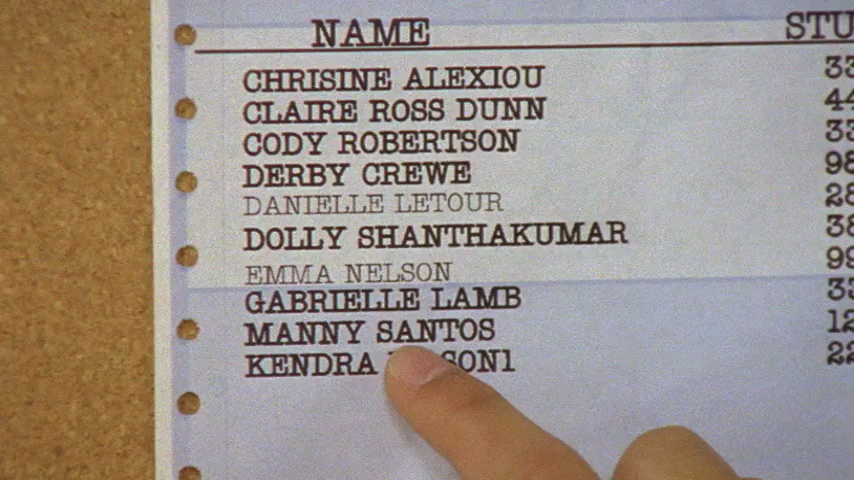 NAME STU
CHRISINE ALEXIOU 33
CLAIRE ROSS DUNN 44
CODY ROBERTSON 33
DERBY CREWE 98
DANIELLE LETOUR 28
DOLLY SHANTHAKUMAR 38
EMMA NELSON 99
GABRIELLE LAMB 33
MANNY SANTOS 12
KENDRA 22